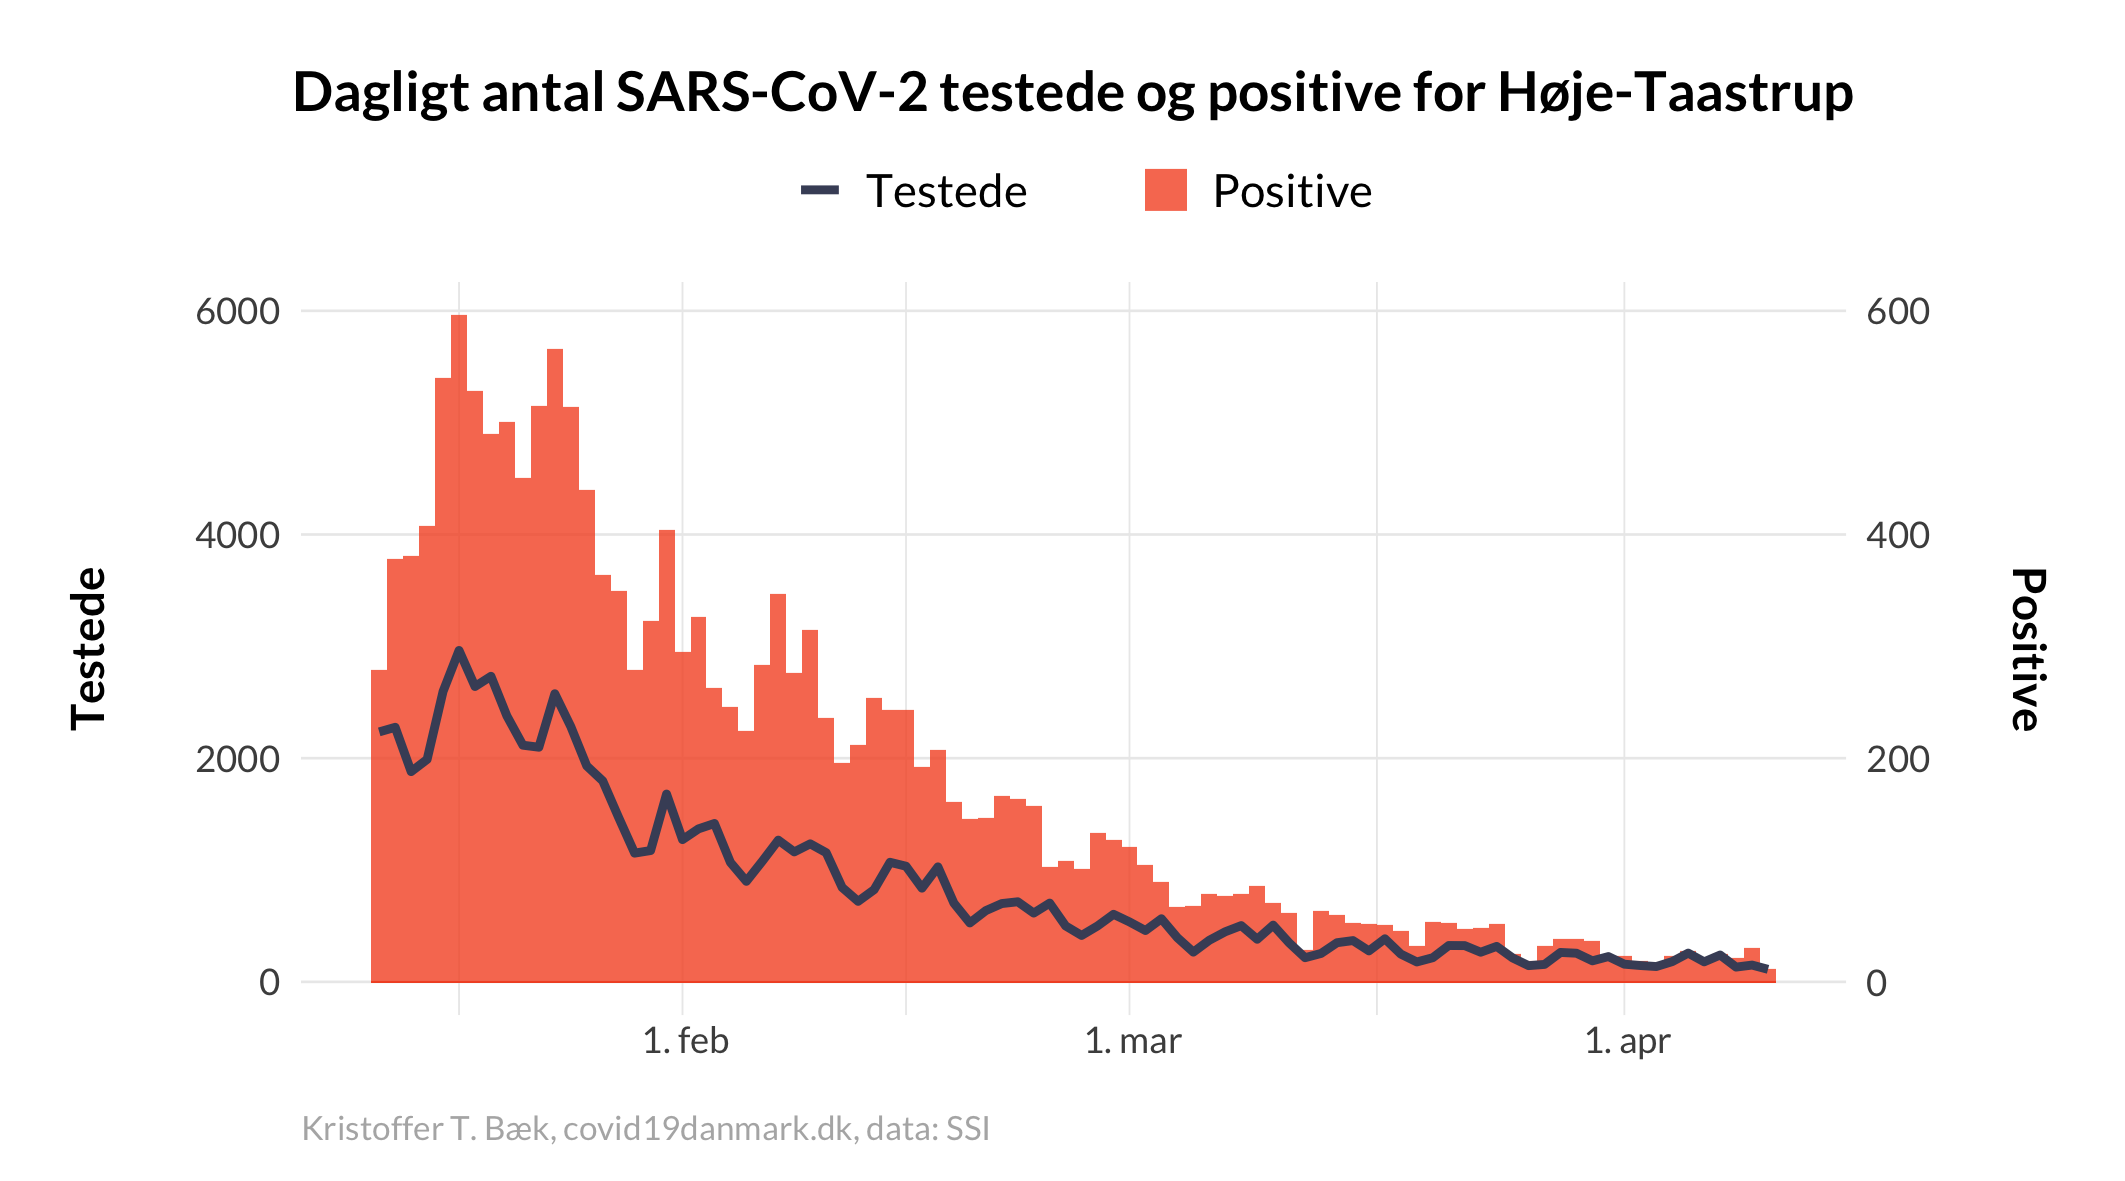 Dagligt antal SARS-CoV-2 testede og positive for Høje-Taastrup
Testede
Positive
6000
4000
2000
0
600
400
200
0
Testede
Positive
1. feb
1. mar
1. apr
Kristoffer T. Bæk, covid19danmark.dk, data: SSI